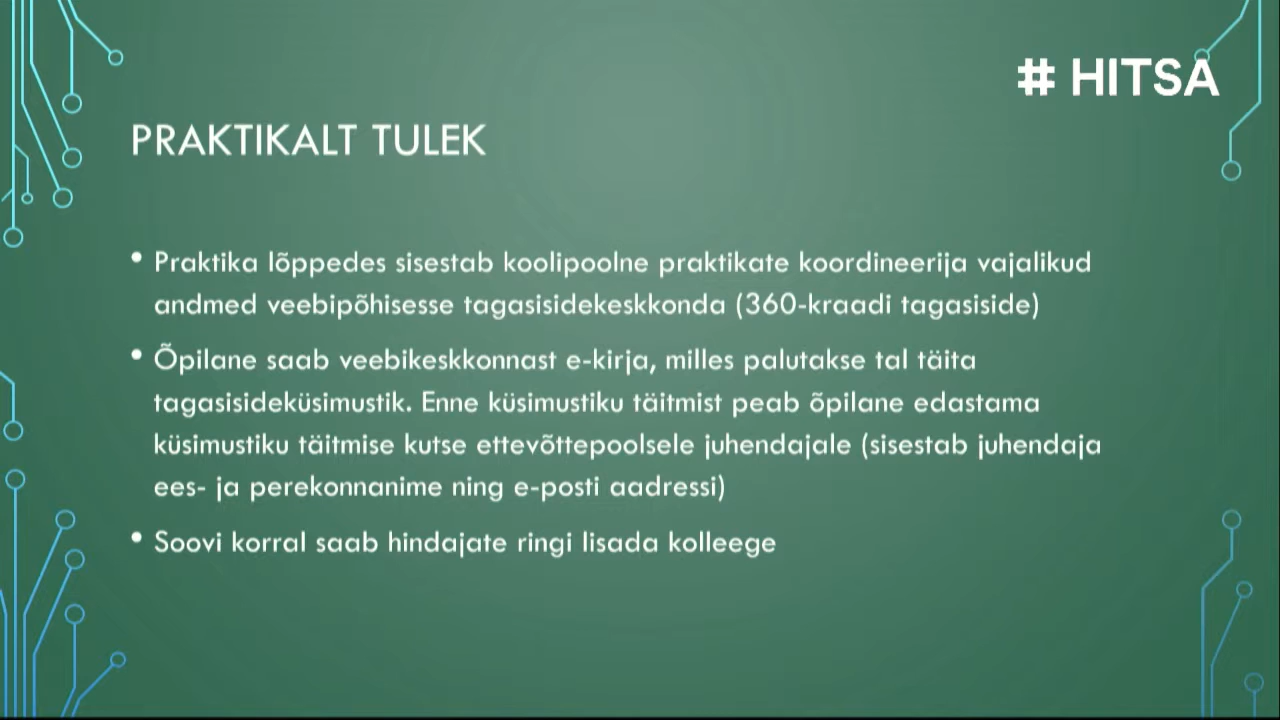 # HITSA
PRAKTIKALT TULEK
• Praktika lõppedes sisestab koolipoolne praktikate koordineerija vajalikud
andmed veebipõhisesse tagasisidekeskkonda (360-kraadi tagasiside)
• Õpilane saab veebikeskkonnast e-kirja, milles palutakse tal täita
tagasisideküsimustik. Enne küsimustiku täitmist peab õpilane edastama
küsimustiku täitmise kutse ettevõttepoolsele juhendajale (sisestab juhendaja
ees- ja perekonnanime ning e-posti aadressi)
• Soovi korral saab hindajate ringi lisada kolleege